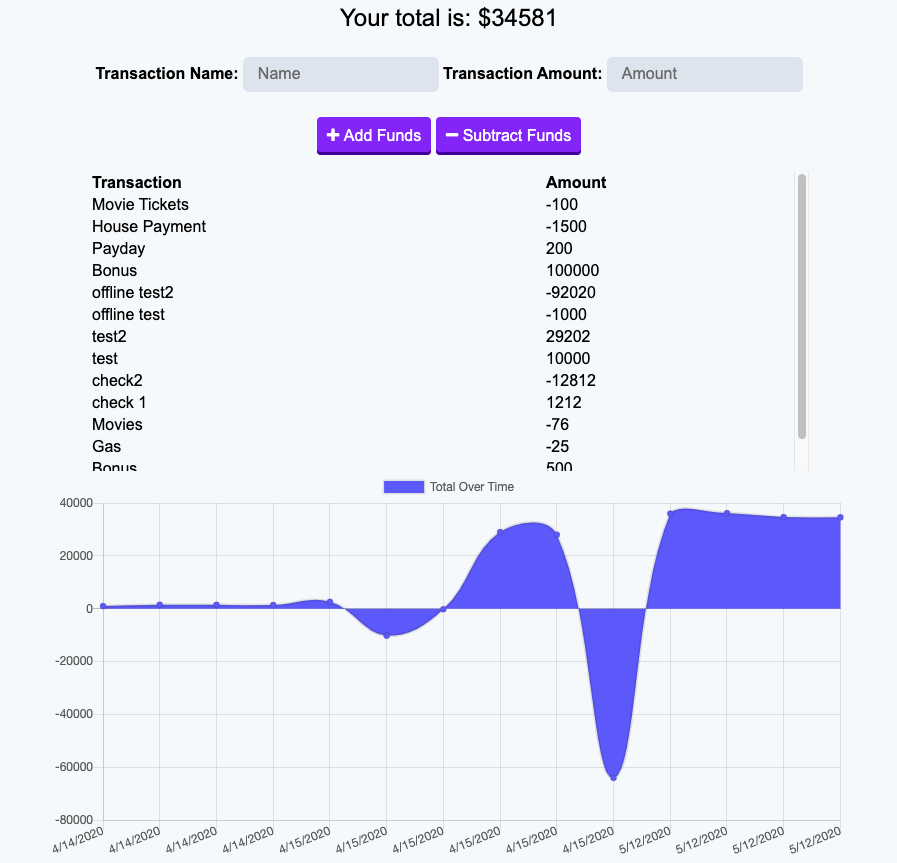 Your total is: $34581
Transaction Name: Name Transaction Amount: Amount
+ Add Funds − Subtract Funds
Transaction Amount
Movie Tickets -100
House Payment -1500
Payday 200
Bonus 100000
offline test2 -92020
offline test -1000
test2 29202
test 10000
check2 -12812
check 1 1212
Movies -76
Gas -25
Bonus 500
Total Over Time
40000
20000
0
-20000
-40000
-60000
-80000
4/14/2020 4/14/2020 4/14/2020 4/14/2020 4/15/2020 4/15/2020 4/15/2020 4/15/2020 4/15/2020 4/15/2020 5/12/2020 5/12/2020 5/12/2020 5/12/2020